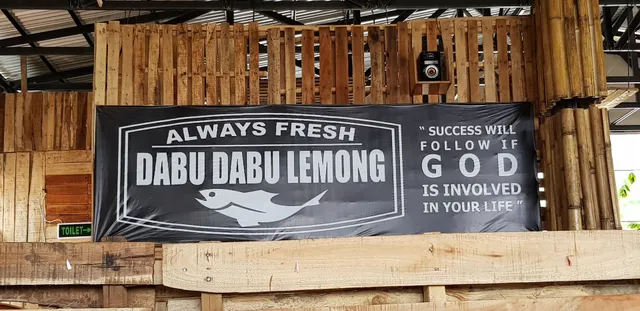 ALWAYS FRESH
DABU DABU LEMONG
" SUCCESS WILL
FOLLOW IF
GOD
IS INVOLVED
IN YOUR LIFE "
TOILET→